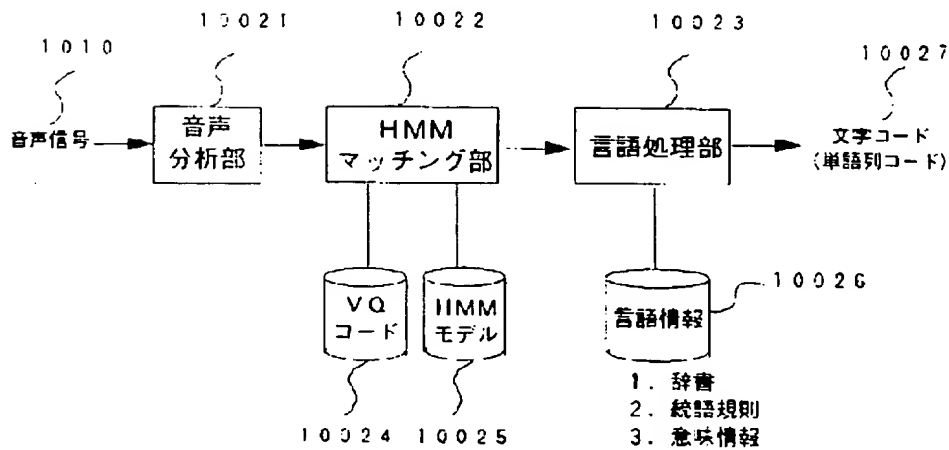 10021
10022
10023
10027
1010
音声信号
音声
分析部
HMM
マッチング部
言語処理部
文字コード
(単語列コード)
VQ
コード
HMM
モデル
言語情報
10026
1. 辞書
2. 統語規則
3. 意味情報
10024
10025